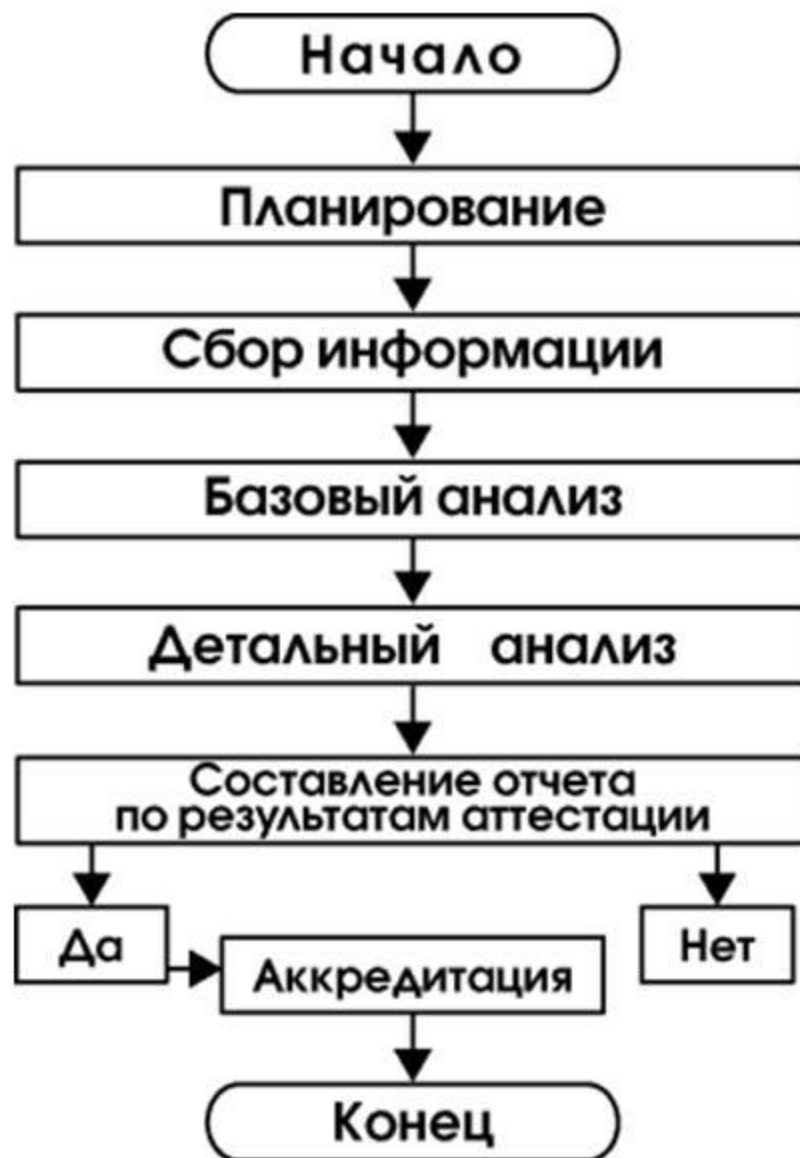 Начало
Планирование
Сбор информации
Базовый анализ
Детальный анализ
Составление отчета
по результатам аттестации
Да
Нет
Аккредитация
Конец